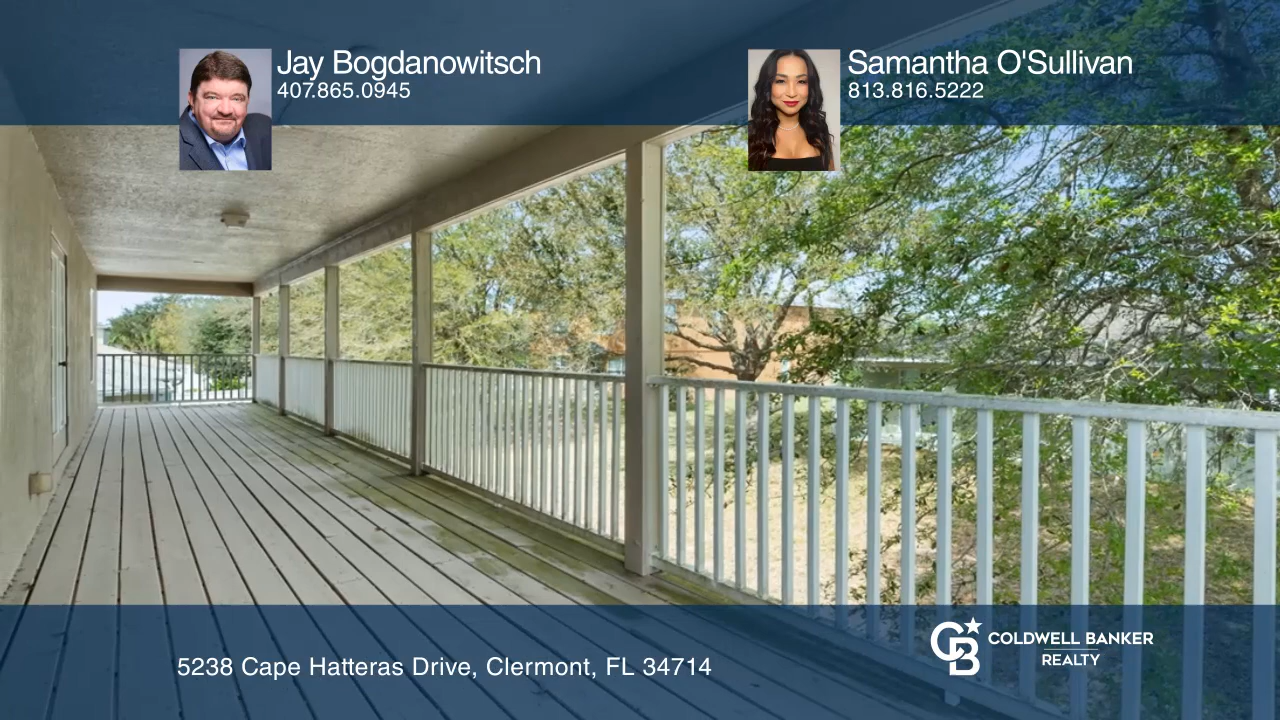 Jay Bogdanowitsch
407.865.0945
Samantha O'Sullivan
813.816.5222
5238 Cape Hatteras Drive, Clermont, FL 34714
CB
COLDWELL BANKER
REALTY